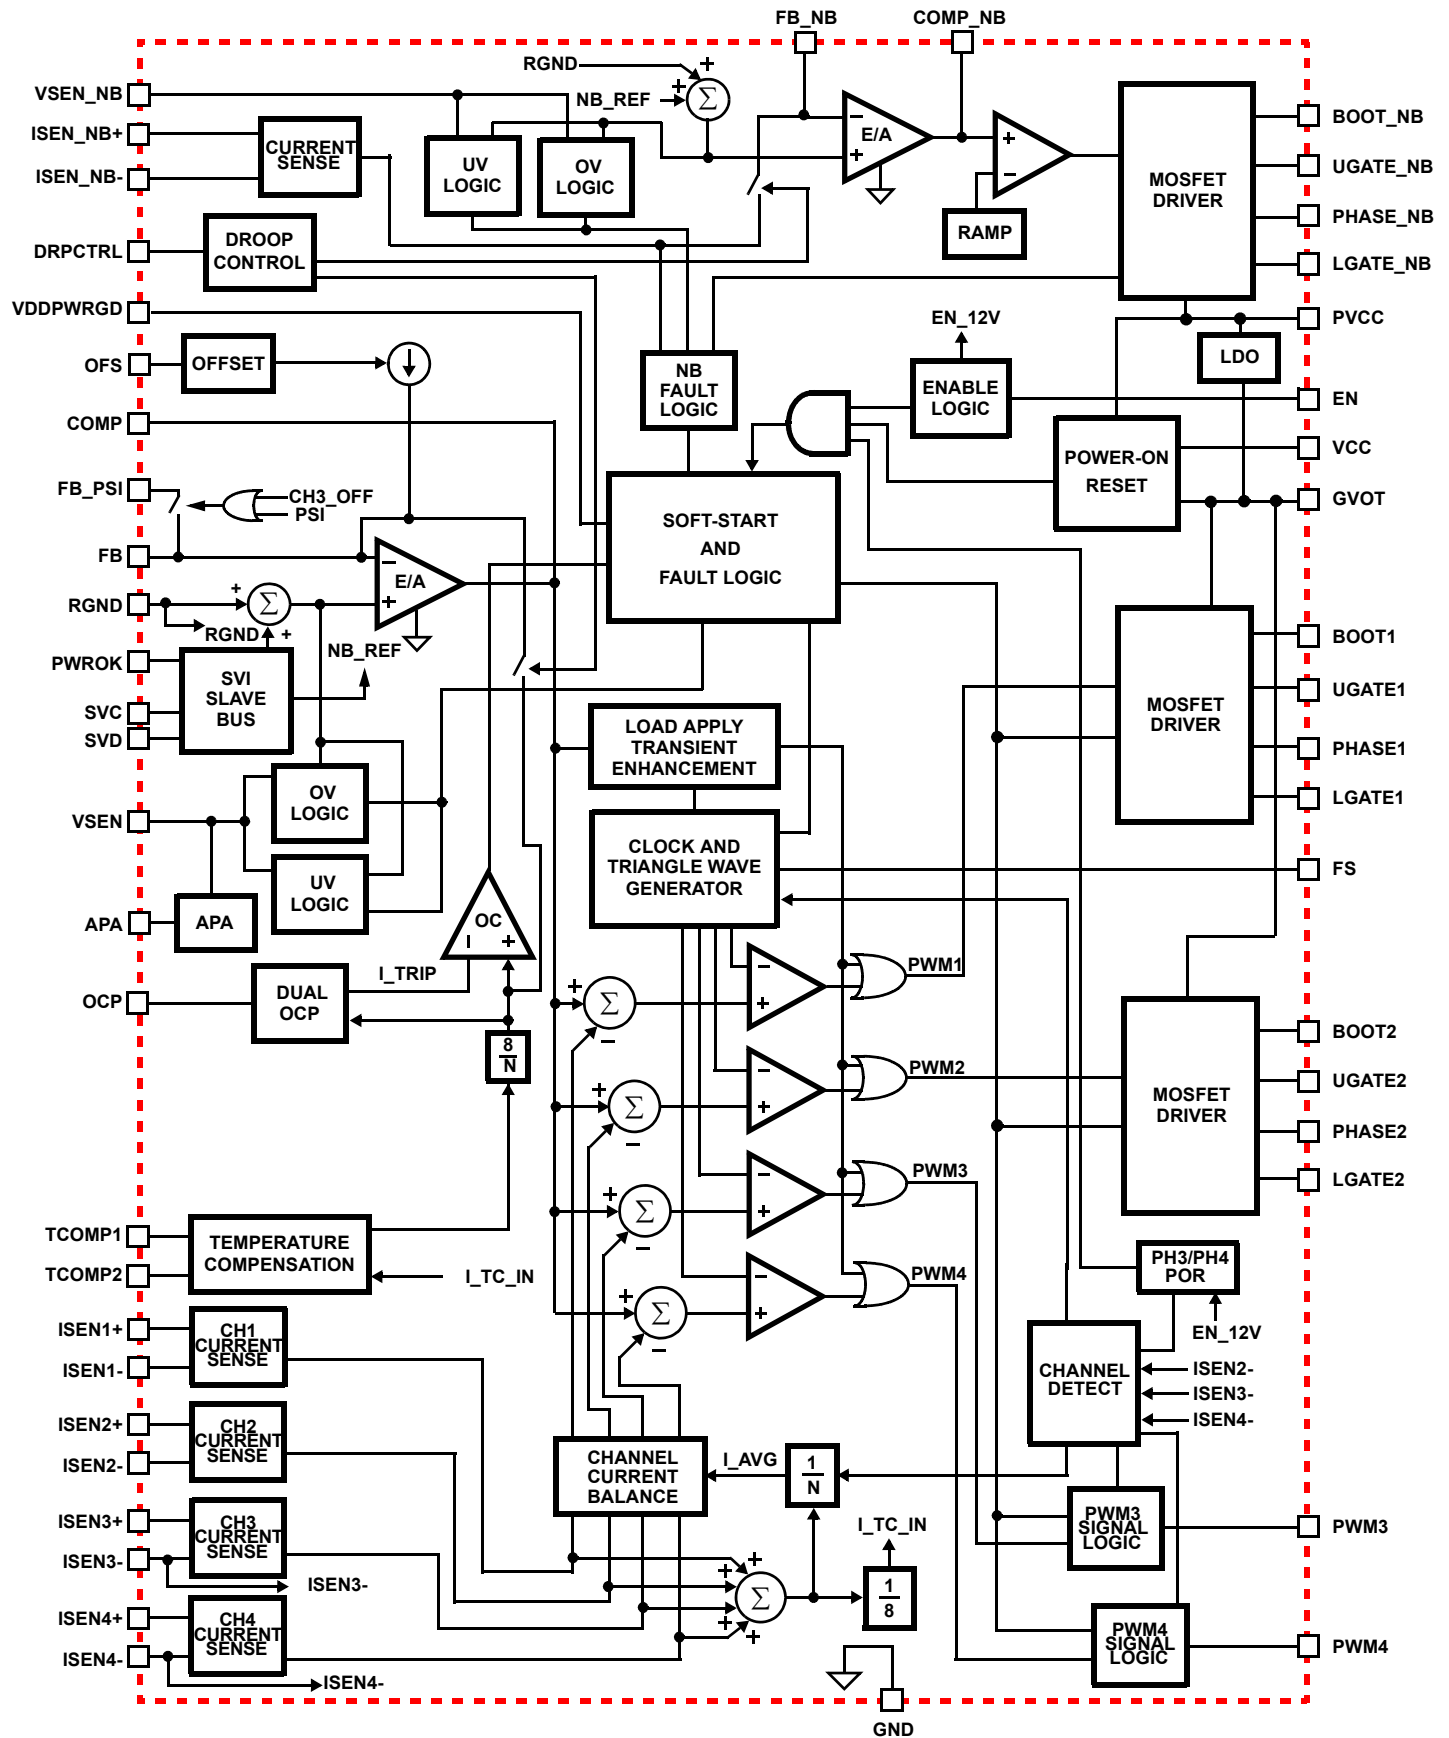 FB_NB
COMP_NB
RGND
+
VSEN_NB
NB_REF
+
Σ
ISEN_NB+
ISEN_NB-
CURRENT
SENSE
UV
LOGIC
OV
LOGIC
−
E/A
+
+
−
RAMP
MOSFET
DRIVER
BOOT_NB
UGATE_NB
PHASE_NB
LGATE_NB
DRPCTRL
DROOP
CONTROL
VDDPWRGD
EN_12V
PVCC
LDO
OFS
OFFSET
NB
FAULT
LOGIC
ENABLE
LOGIC
EN
COMP
POWER-ON
RESET
VCC
GVOT
FB_PSI
CH3_OFF
PSI
SOFT-START
AND
FAULT LOGIC
FB
−
E/A
+
RGND
+
Σ
RGND
+
NB_REF
PWROK
SVC
SVD
SVI
SLAVE
BUS
MOSFET
DRIVER
BOOT1
UGATE1
PHASE1
LGATE1
LOAD APPLY
TRANSIENT
ENHANCEMENT
OV
LOGIC
VSEN
UV
LOGIC
CLOCK AND
TRIANGLE WAVE
GENERATOR
FS
APA
APA
OC
−
+
I_TRIP
OCP
DUAL
OCP
8
N
+
Σ
−
−
+
PWM1
+
Σ
−
−
+
PWM2
+
Σ
−
−
+
PWM3
+
Σ
−
−
+
PWM4
MOSFET
DRIVER
BOOT2
UGATE2
PHASE2
LGATE2
TCOMP1
TCOMP2
TEMPERATURE
COMPENSATION
I_TC_IN
PH3/PH4
POR
EN_12V
ISEN1+
ISEN1-
CH1
CURRENT
SENSE
CHANNEL
DETECT
ISEN2-
ISEN3-
ISEN4-
ISEN2+
ISEN2-
CH2
CURRENT
SENSE
CHANNEL
CURRENT
BALANCE
I_AVG
1
N
ISEN3+
ISEN3-
CH3
CURRENT
SENSE
ISEN3-
I_TC_IN
PWM3
SIGNAL
LOGIC
PWM3
+
+
+
+
Σ
1
8
ISEN4+
ISEN4-
CH4
CURRENT
SENSE
ISEN4-
PWM4
SIGNAL
LOGIC
PWM4
GND